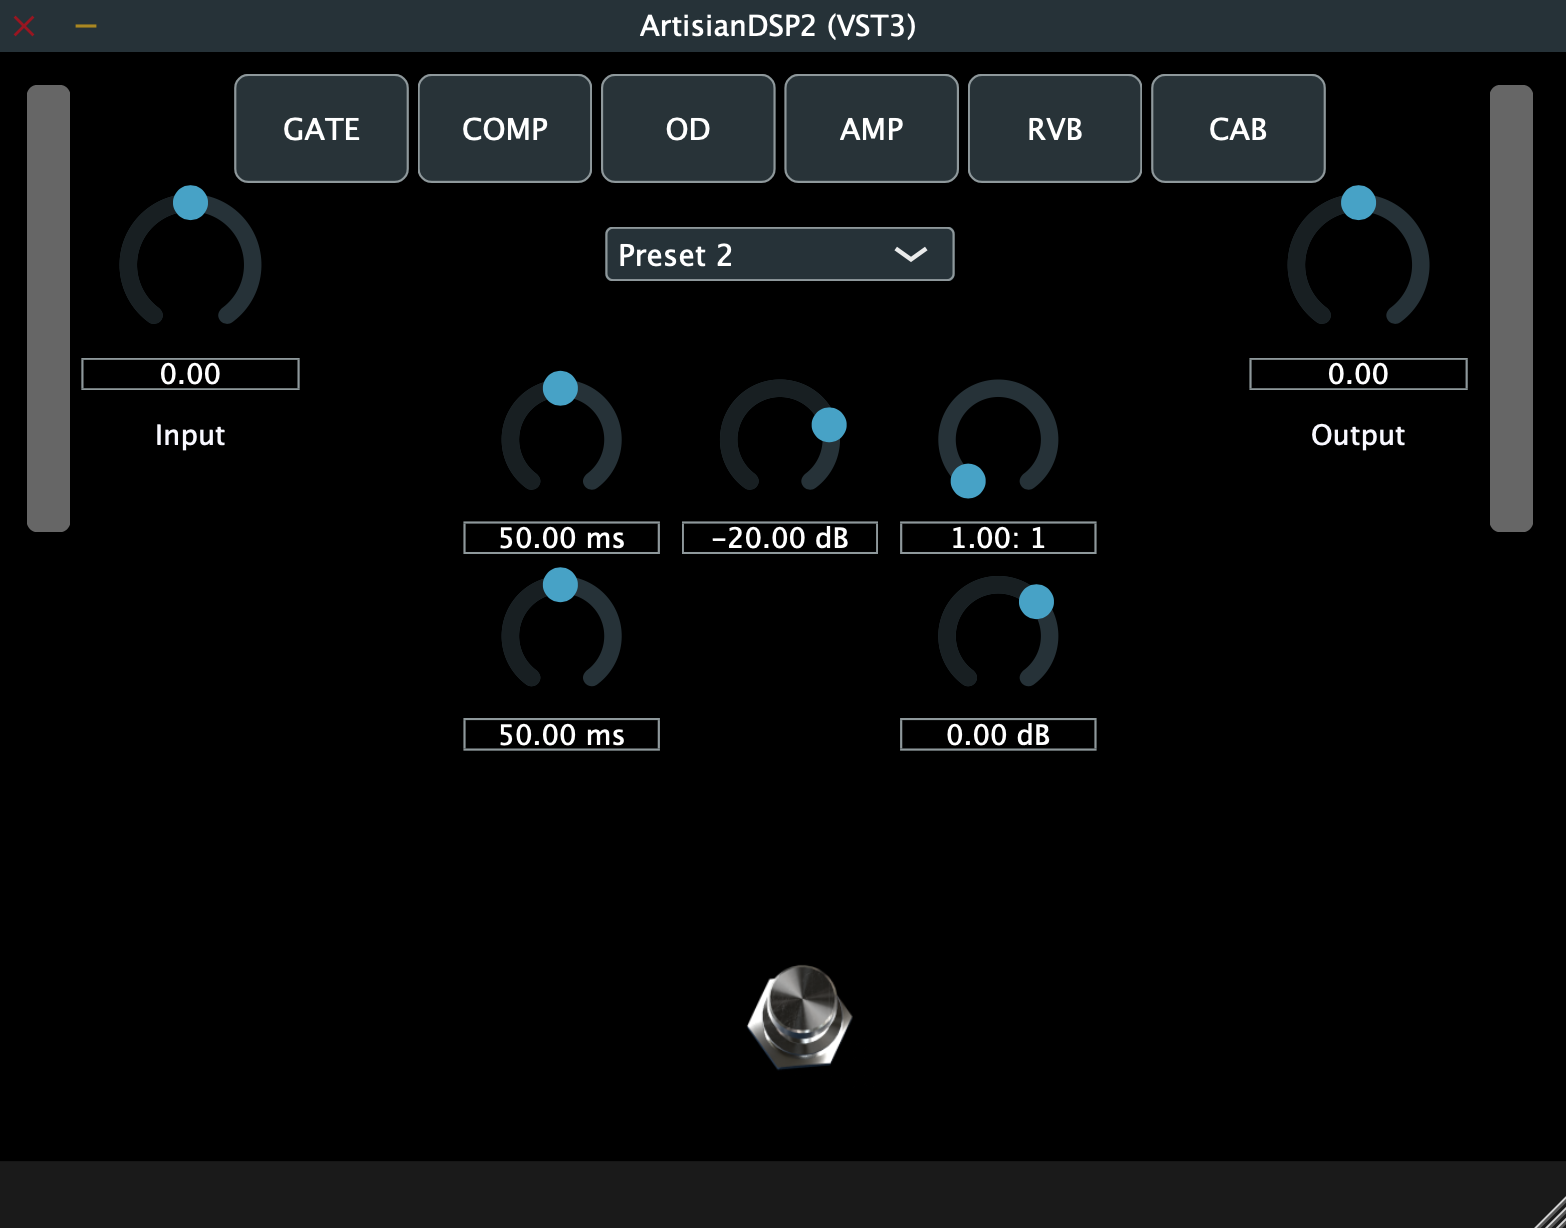 ArtisianDSP2 (VST3)
GATE COMP OD AMP RVB CAB
Preset 2
0.00 0.00
Input Output
50.00 ms -20.00 dB 1.00: 1
50.00 ms 0.00 dB